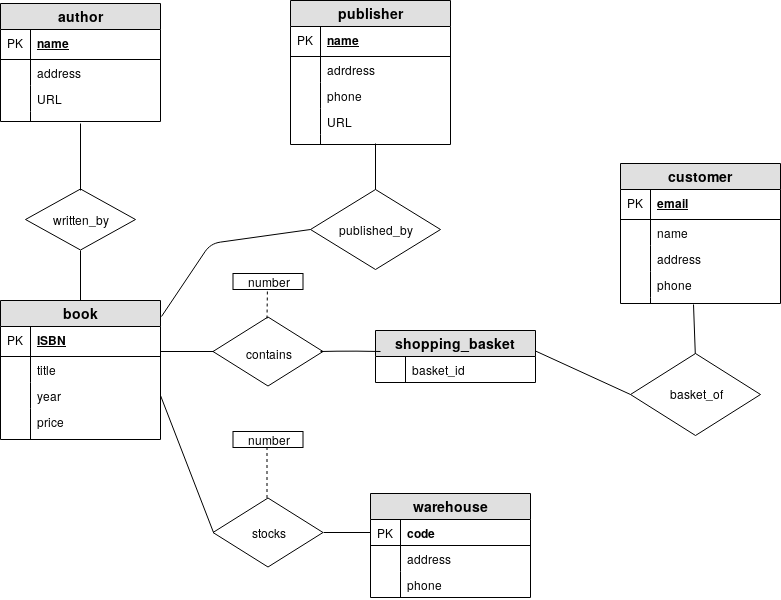 author
PK name
address
URL
publisher
PK name
adrdress
phone
URL
customer
PK email
name
address
phone
written_by
published_by
number
book
PK ISBN
title
year
price
contains
shopping_basket
basket_id
basket_of
number
stocks
warehouse
PK code
address
phone